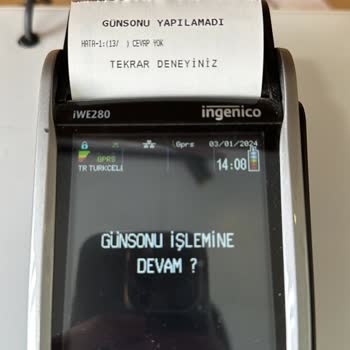 GÜNSONU YAPILAMADI
HATA-1:(13/ ) CEVAP YOK
TEKRAR DENEYİNİZ
iWE280 ingenico
Gprs 03/01/2024
GPRS 14:08
TR TURKCELL
GÜNSONU İŞLEMİNE
DEVAM ?